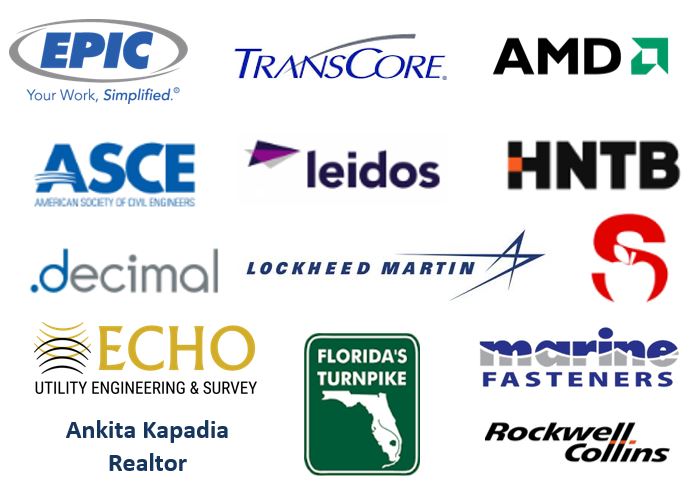 EPIC
Your Work, Simplified.®
TRANSCORE®
AMD
ASCE
AMERICAN SOCIETY OF CIVIL ENGINEERS
leidos
HNTB
.decimal
LOCKHEED MARTIN
S
ECHO
UTILITY ENGINEERING & SURVEY
FLORIDA'S
TURNPIKE
marine
FASTENERS
Ankita Kapadia
Realtor
Rockwell
Collins